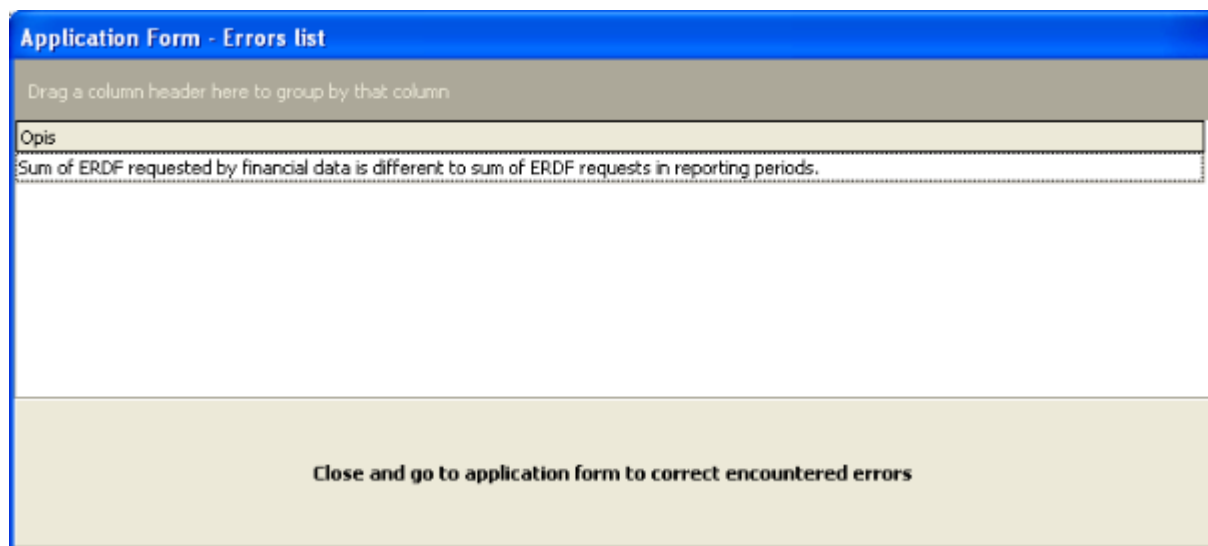 Application Form - Errors list
Drag a column header here to group by that column
Opis
Sum of ERDF requested by financial data is different to sum of ERDF requests in reporting periods.
Close and go to application form to correct encountered errors